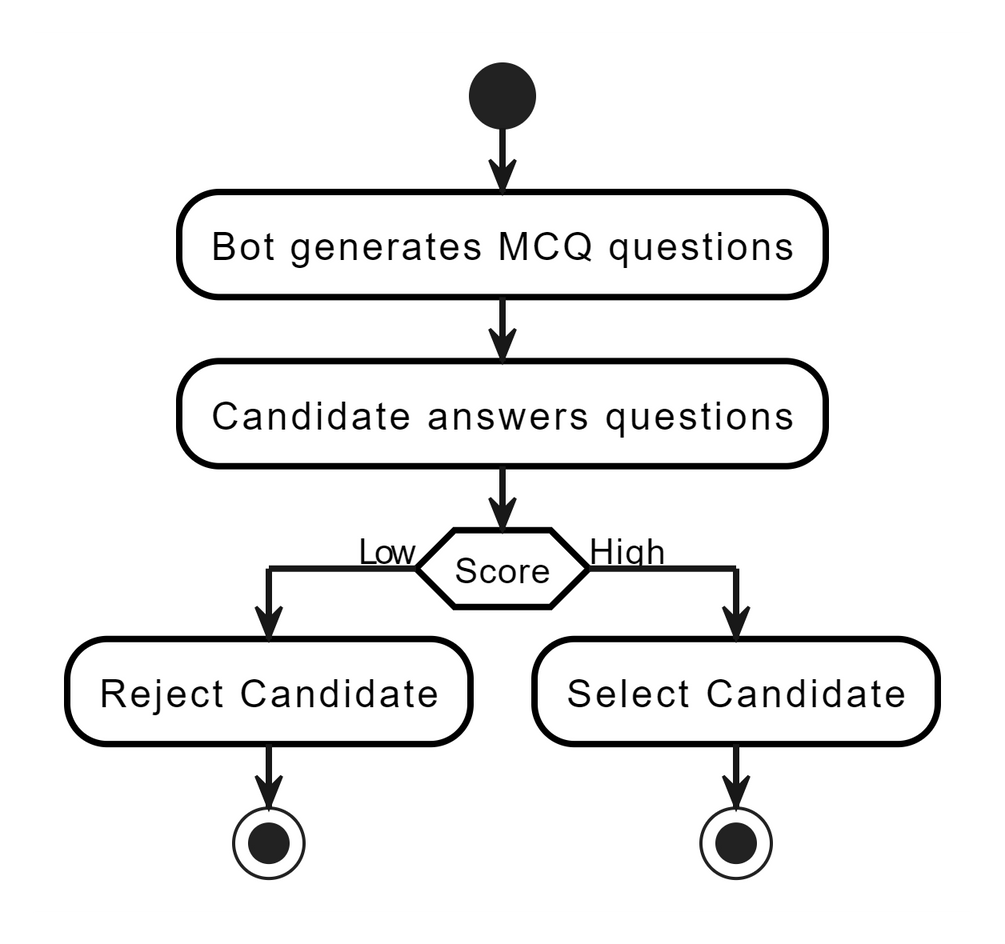 Bot generates MCQ questions
Candidate answers questions
Low
Score
High
Reject Candidate
Select Candidate